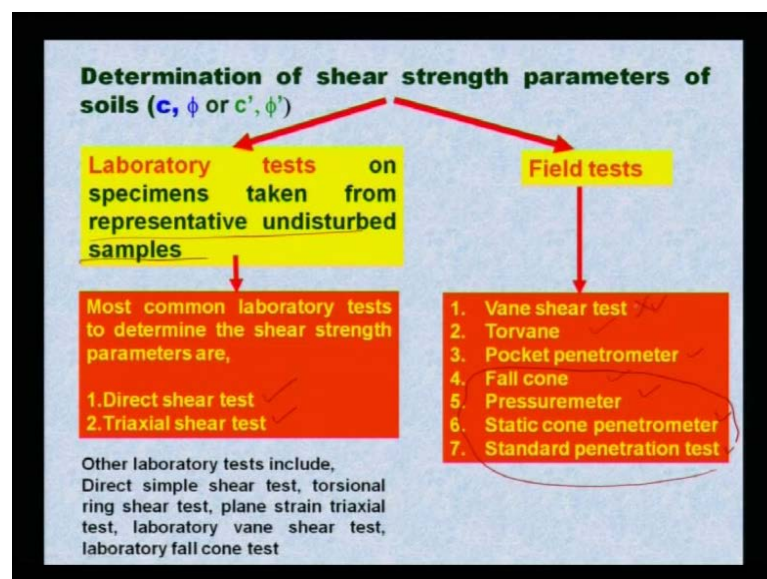 Determination of shear strength parameters of
soils (c, ϕ or c’, ϕ’)
Laboratory tests on
specimens taken from
representative undisturbed
samples
Field tests
Most common laboratory tests
to determine the shear strength
parameters are,
1.Direct shear test
2.Triaxial shear test
1. Vane shear test
2. Torvane
3. Pocket penetrometer
4. Fall cone
5. Pressuremeter
6. Static cone penetrometer
7. Standard penetration test
Other laboratory tests include,
Direct simple shear test, torsional
ring shear test, plane strain triaxial
test, laboratory vane shear test,
laboratory fall cone test